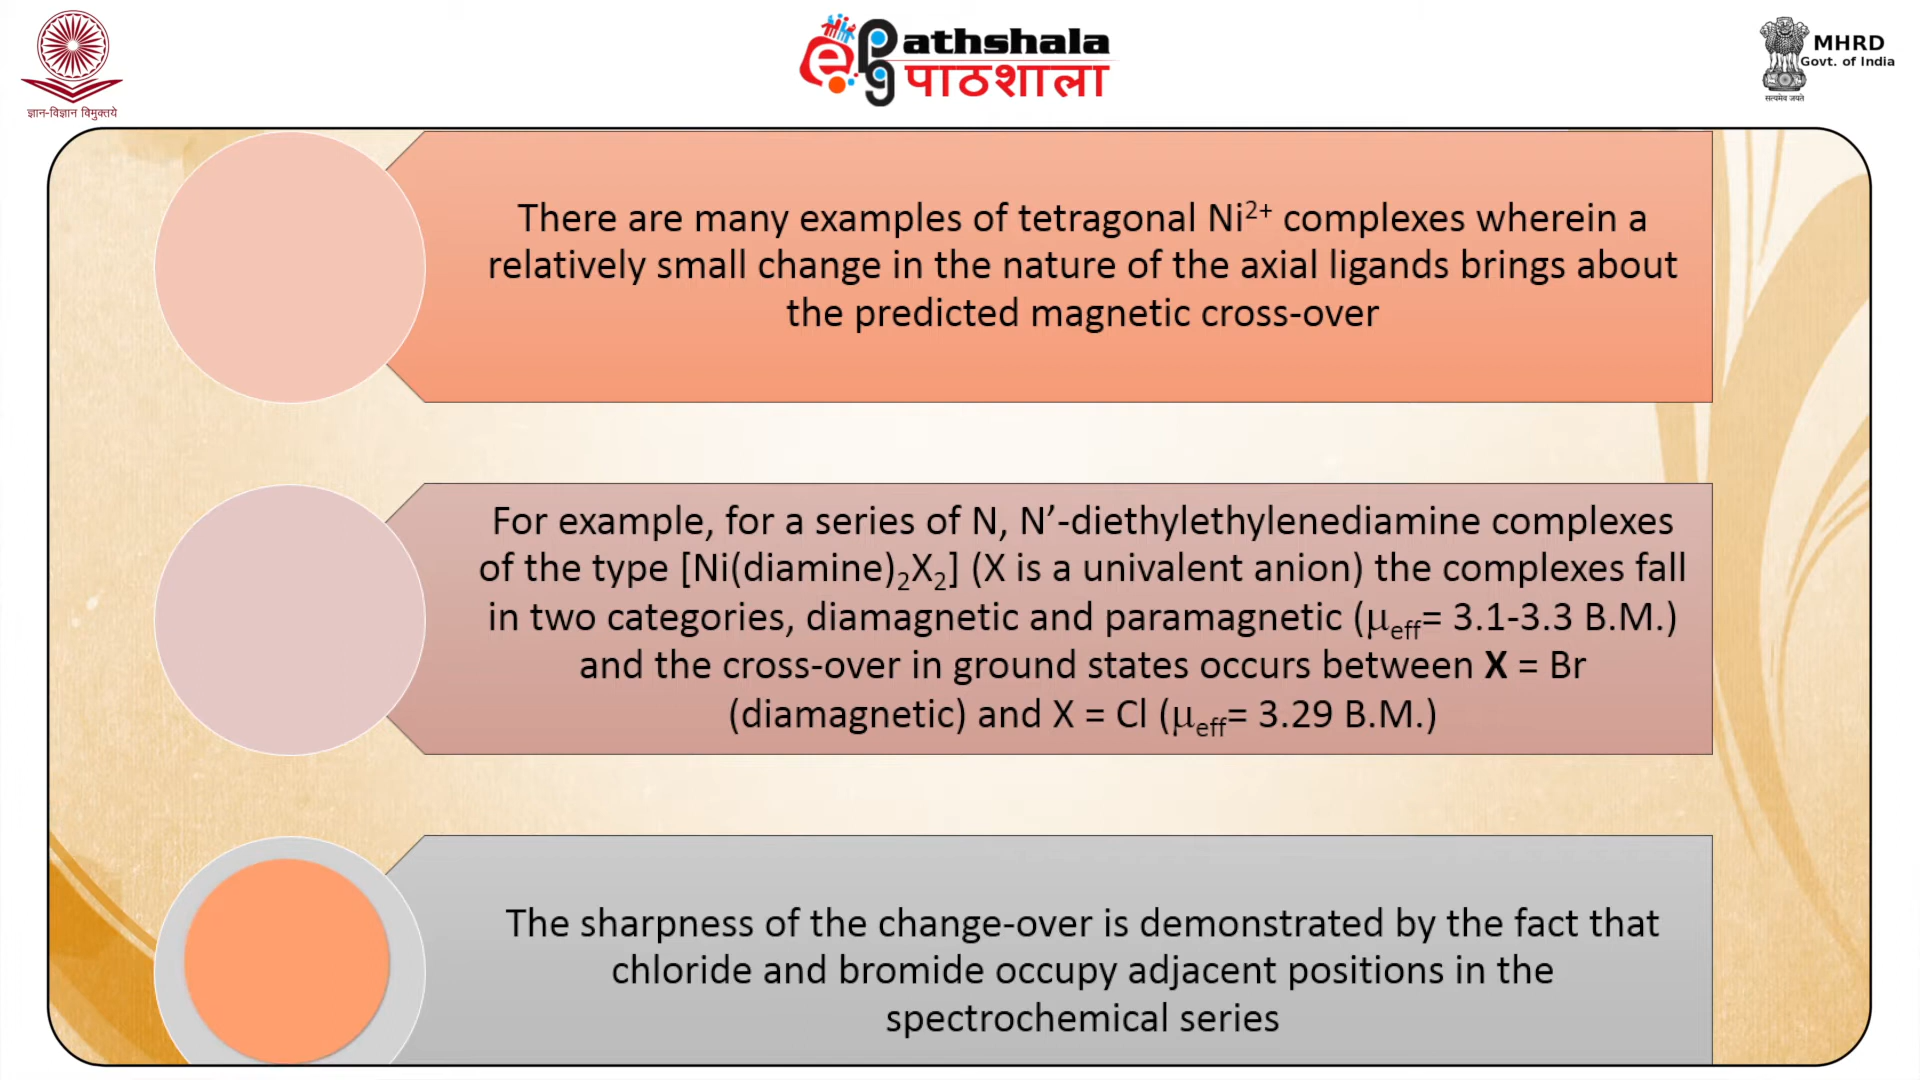 ज्ञान-विज्ञान विमुक्तये
e Pg athshala
पाठशाला
MHRD
Govt. of India
सत्यमेव जयते
There are many examples of tetragonal Ni²⁺ complexes wherein a
relatively small change in the nature of the axial ligands brings about
the predicted magnetic cross-over
For example, for a series of N, N’-diethylethylenediamine complexes
of the type [Ni(diamine)₂X₂] (X is a univalent anion) the complexes fall
in two categories, diamagnetic and paramagnetic (μeff= 3.1-3.3 B.M.)
and the cross-over in ground states occurs between X = Br
(diamagnetic) and X = Cl (μeff= 3.29 B.M.)
The sharpness of the change-over is demonstrated by the fact that
chloride and bromide occupy adjacent positions in the
spectrochemical series